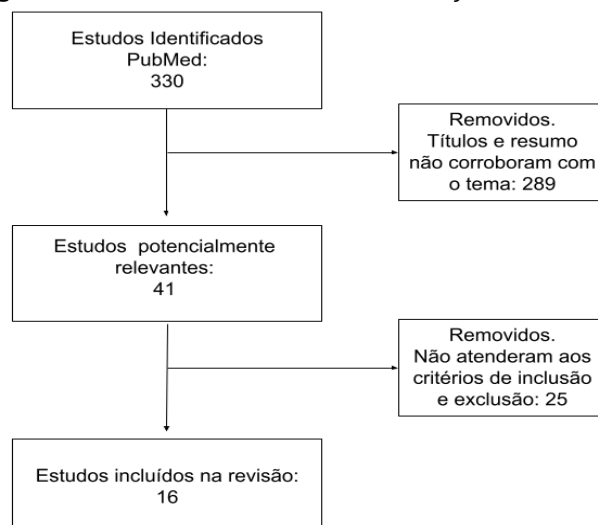 Estudos Identificados
PubMed:
330
Removidos.
Títulos e resumo
não corroboram com
o tema: 289
Estudos potencialmente
relevantes:
41
Removidos.
Não atenderam aos
critérios de inclusão
e exclusão: 25
Estudos incluídos na revisão:
16